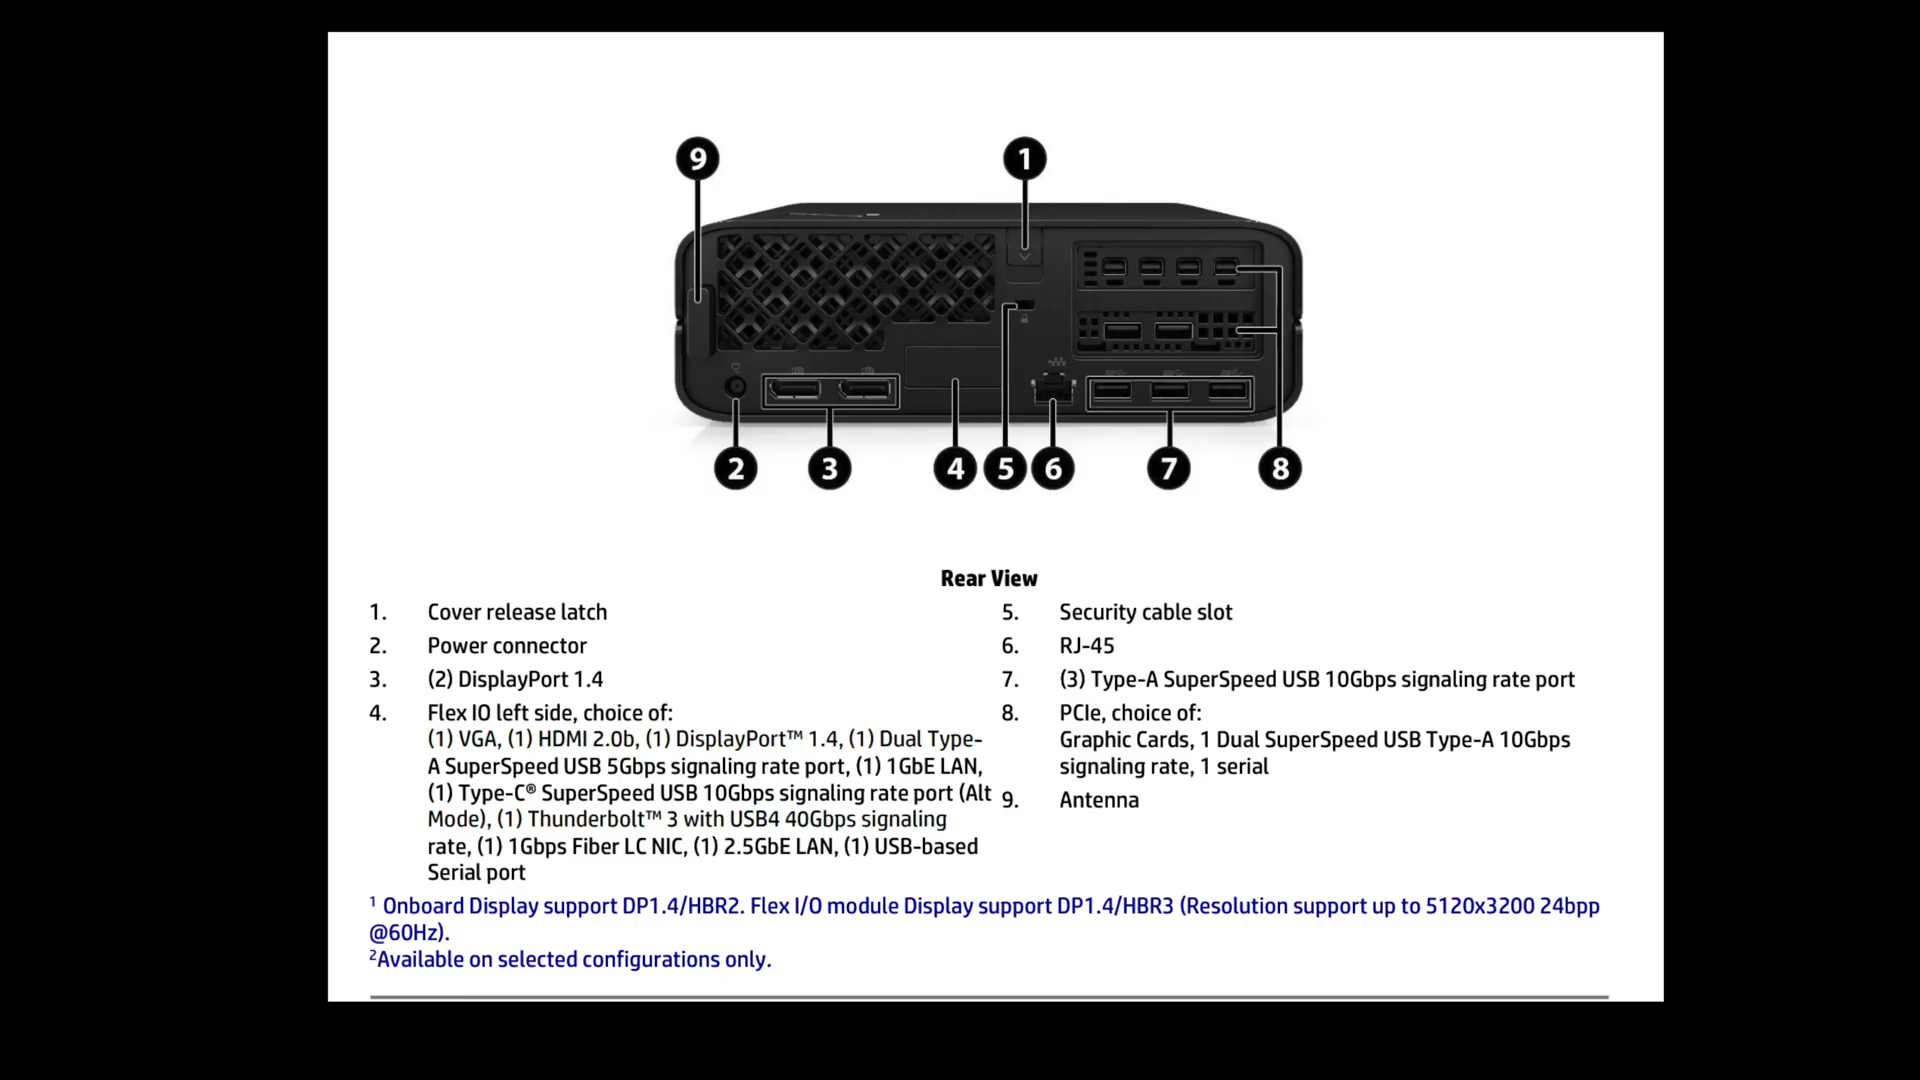 9
1
2
3
4
5
6
7
8
Rear View
1. Cover release latch
2. Power connector
3. (2) DisplayPort 1.4
4. Flex IO left side, choice of:
(1) VGA, (1) HDMI 2.0b, (1) DisplayPort™ 1.4, (1) Dual Type-
A SuperSpeed USB 5Gbps signaling rate port, (1) 1GbE LAN,
(1) Type-C® SuperSpeed USB 10Gbps signaling rate port (Alt
Mode), (1) Thunderbolt™ 3 with USB4 40Gbps signaling
rate, (1) 1Gbps Fiber LC NIC, (1) 2.5GbE LAN, (1) USB-based
Serial port
5. Security cable slot
6. RJ-45
7. (3) Type-A SuperSpeed USB 10Gbps signaling rate port
8. PCIe, choice of:
Graphic Cards, 1 Dual SuperSpeed USB Type-A 10Gbps
signaling rate, 1 serial
9. Antenna
1 Onboard Display support DP1.4/HBR2. Flex I/O module Display support DP1.4/HBR3 (Resolution support up to 5120x3200 24bpp
@60Hz).
2Available on selected configurations only.